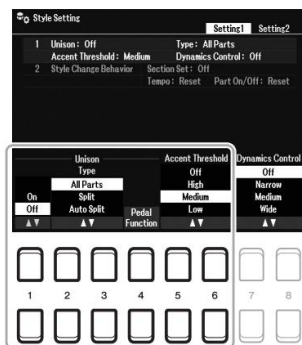 Style Setting
Setting1 Setting2
1 Unison: Off Type: All Parts
Accent Threshold: Medium Dynamics Control: Off
2 Style Change Behavior Section Set: Off
Tempo: Reset Part On/Off: Reset
Unison Accent Threshold Dynamics Control
Type Off Off
All Parts High Narrow
On Split Medium Medium
Off Auto Split Pedal Function Low Wide
▲▼ ▲▼ ▲▼ ▲▼
1 2 3 4 5 6 7 8